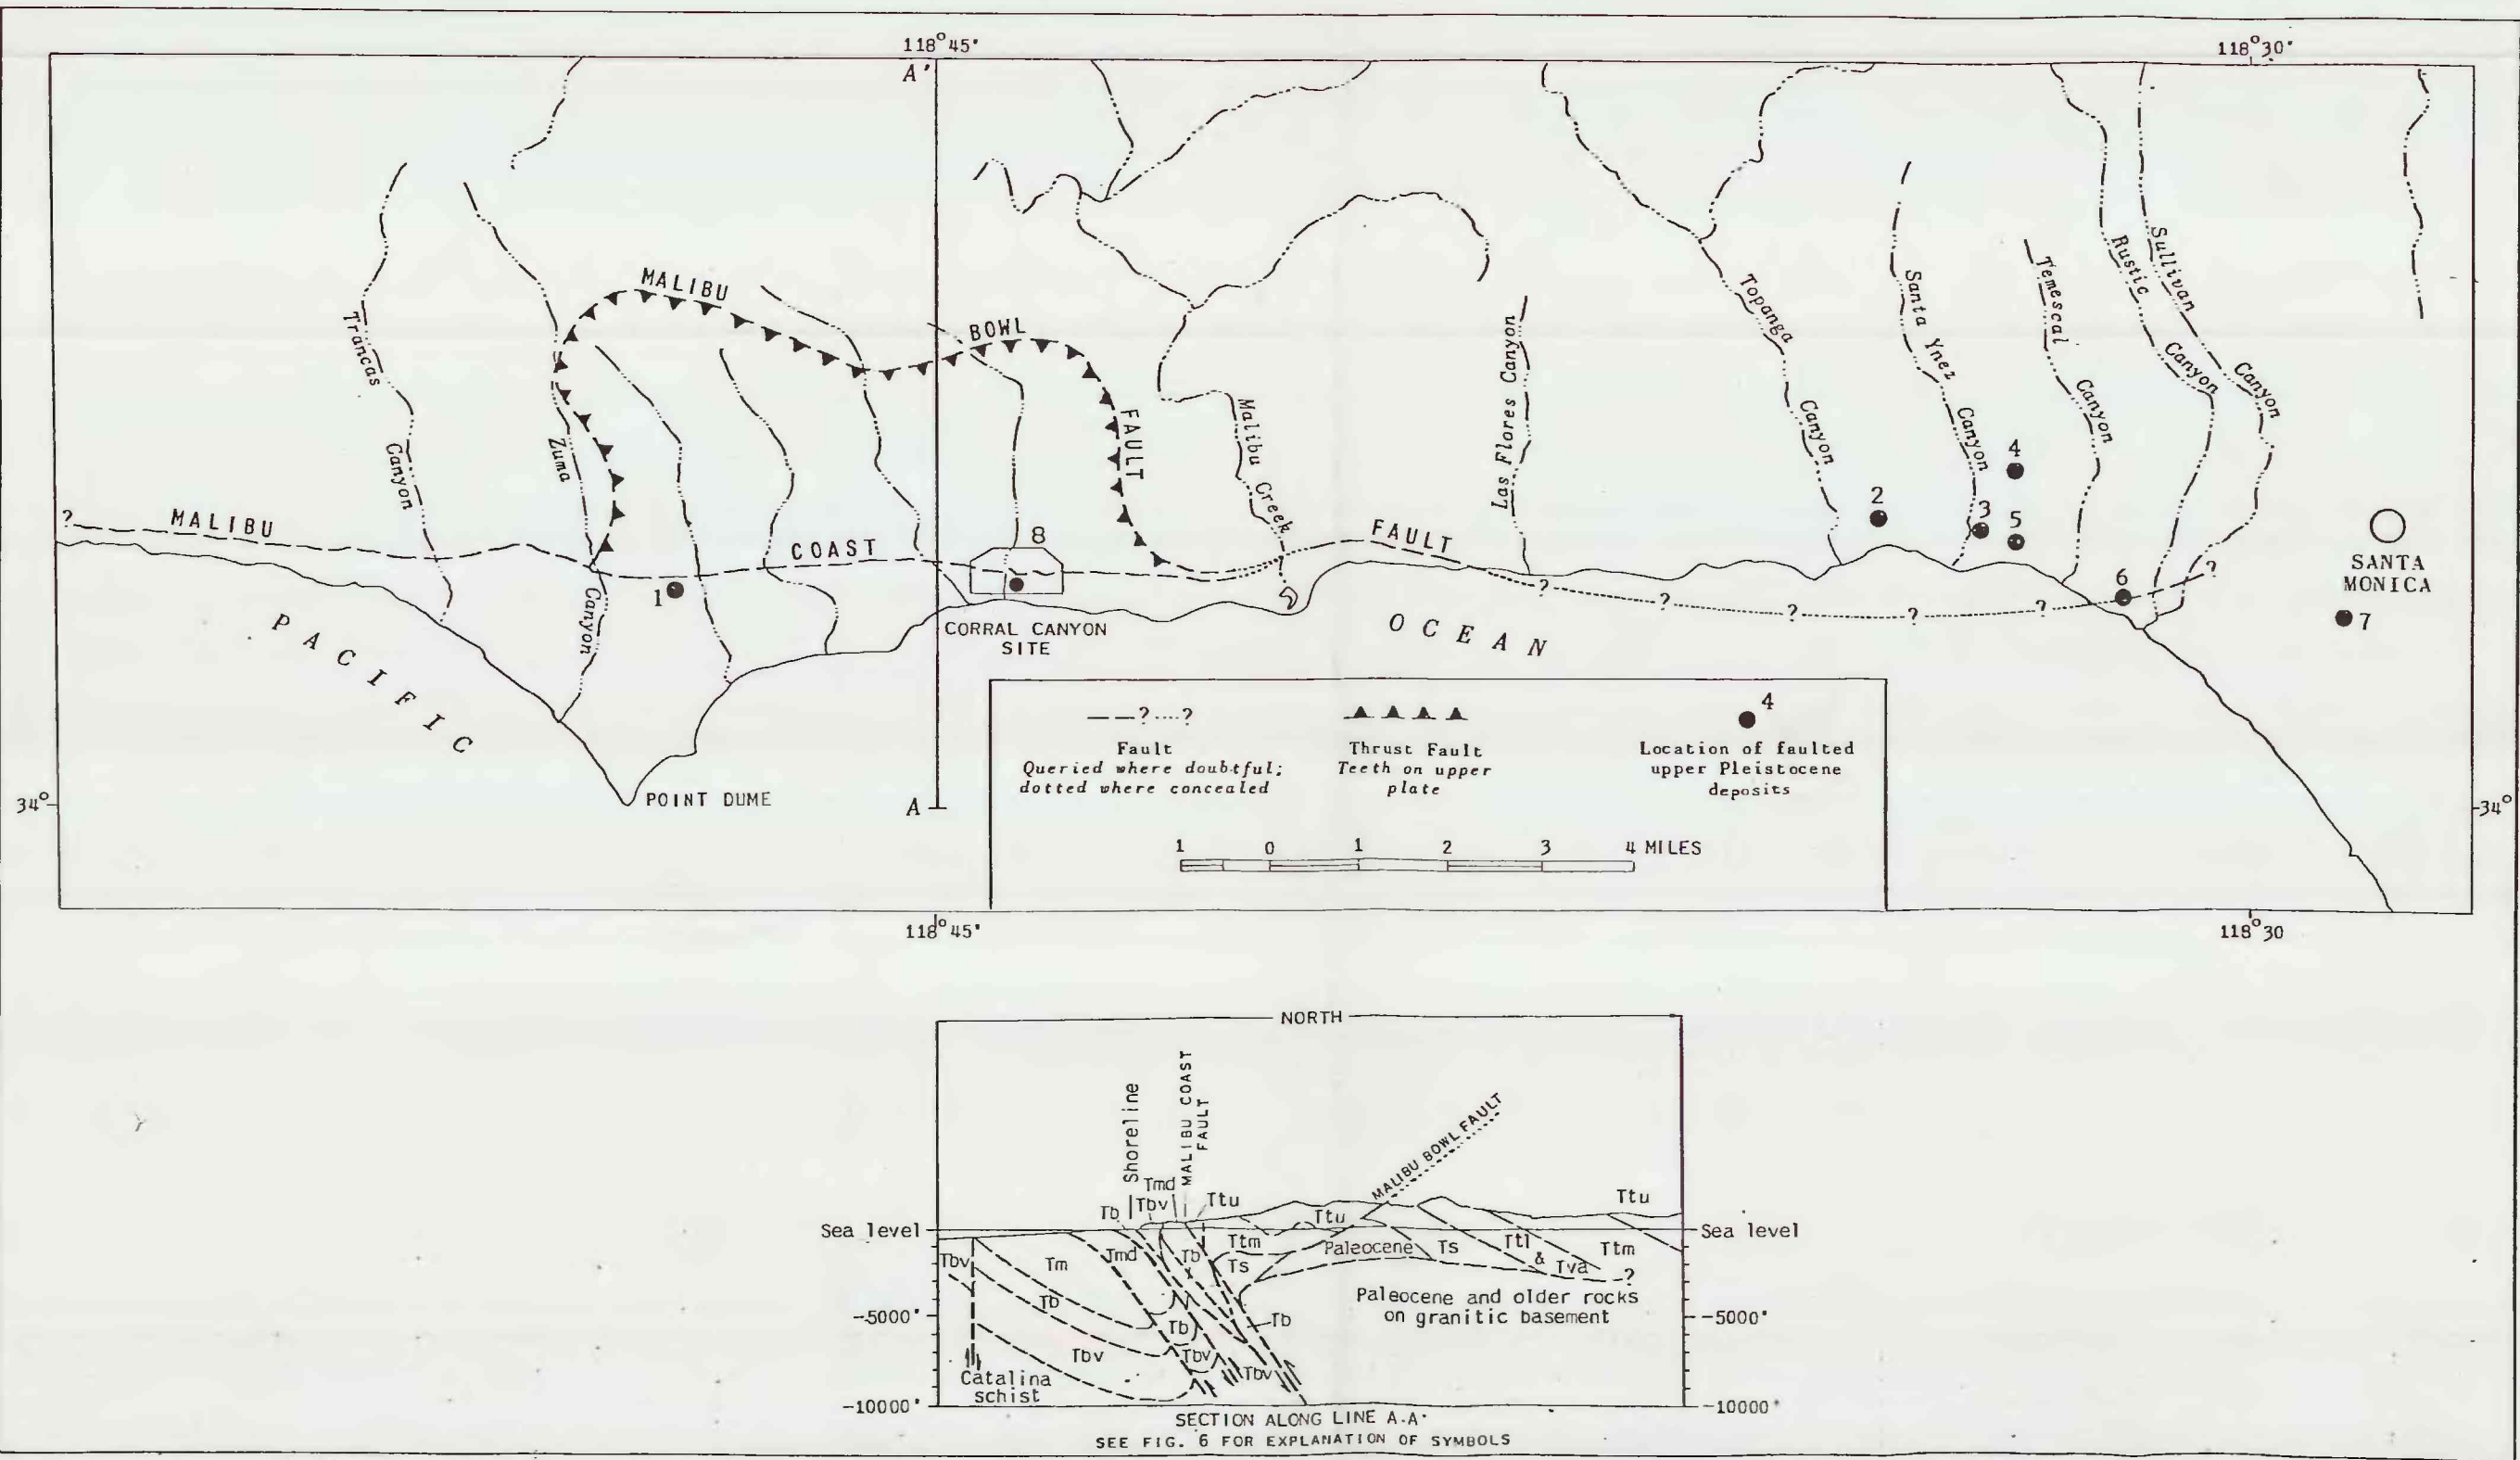 118°45'
118°30'
A'
MALIBU
BOWL
FAULT
Trancas
Canyon
Zuma
Canyon
Malibu Creek
Las Flores Canyon
Topanga
Canyon
Santa Ynez
Canyon
Temescal
Canyon
Rustic
Canyon
Sullivan
Canyon
?
MALIBU
COAST
FAULT
1
2
3
4
5
6
7
8
?
?
?
?
?
?
SANTA
MONICA
CORRAL CANYON
SITE
PACIFIC
OCEAN
POINT DUME
34°
A
34°
—?....?
Fault
Queried where doubtful;
dotted where concealed
Thrust Fault
Teeth on upper
plate
4
Location of faulted
upper Pleistocene
deposits
1 0 1 2 3 4 MILES
118°45'
118°30
NORTH
Shoreline
MALIBU COAST
FAULT
MALIBU BOWL FAULT
Tmd
Tb
Tbv
Ttu
Ttu
Ttu
Sea level
Sea level
Tbv
Tm
Tmd
Tb
Ttm
Ts
Paleocene
Ts
Ttl
&
Tva
Ttm
?
Tb
Paleocene and older rocks
on granitic basement
-5000'
-5000'
Tb
Tb
Tbv
Tbv
Tbv
Catalina
schist
-10000'
-10000'
SECTION ALONG LINE A-A'
SEE FIG. 6 FOR EXPLANATION OF SYMBOLS